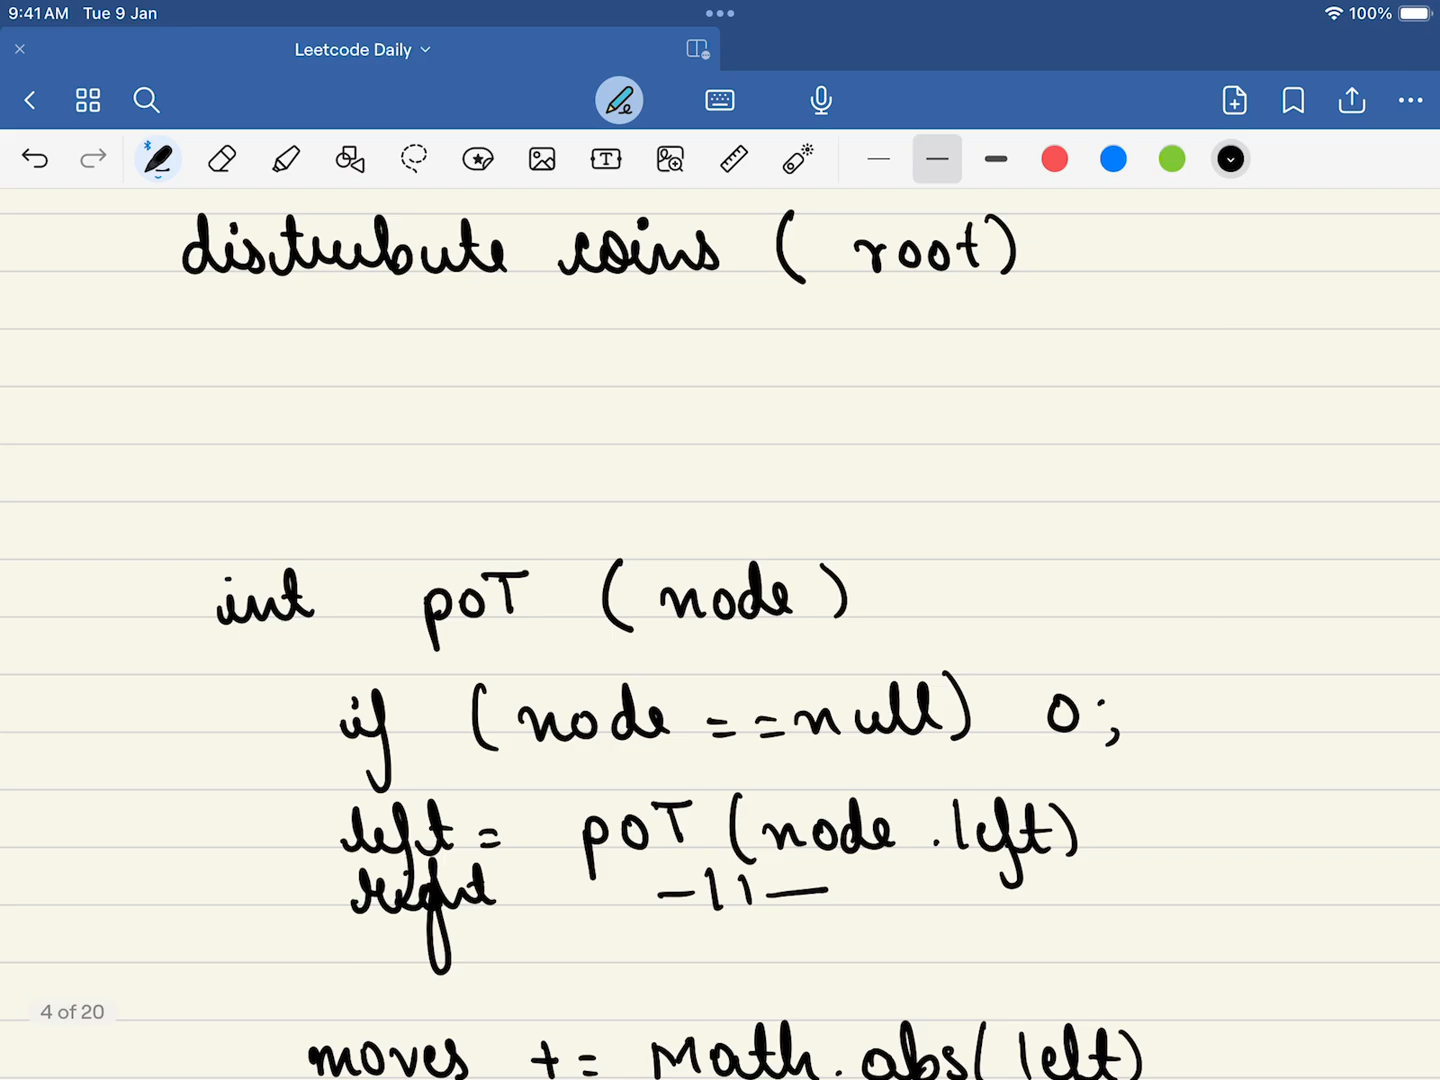 9:41 AM Tue 9 Jan
100%
Leetcode Daily
distribute coins ( root)
int poT ( node )
if ( node ==null) 0;
left = poT (node .left)
right -11-
4 of 20
moves += Math.abs( left)